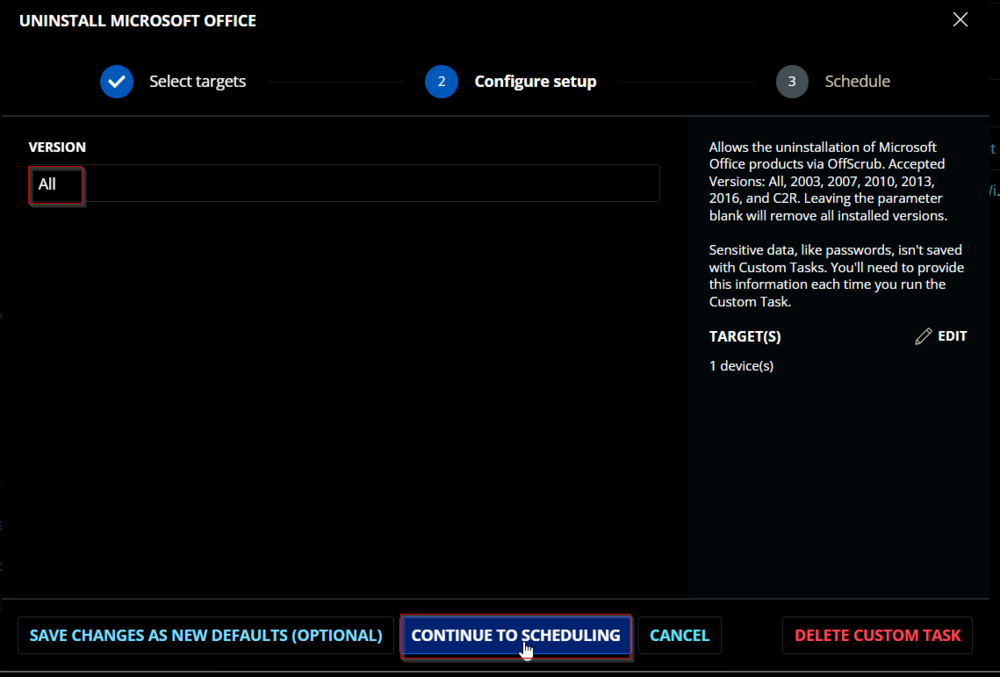 UNINSTALL MICROSOFT OFFICE
Select targets
2
Configure setup
3
Schedule
VERSION
All
Allows the uninstallation of Microsoft
Office products via OffScrub. Accepted
Versions: All, 2003, 2007, 2010, 2013,
2016, and C2R. Leaving the parameter
blank will remove all installed versions.
Sensitive data, like passwords, isn't saved
with Custom Tasks. You'll need to provide
this information each time you run the
Custom Task.
TARGET(S)
EDIT
1 device(s)
SAVE CHANGES AS NEW DEFAULTS (OPTIONAL)
CONTINUE TO SCHEDULING
CANCEL
DELETE CUSTOM TASK